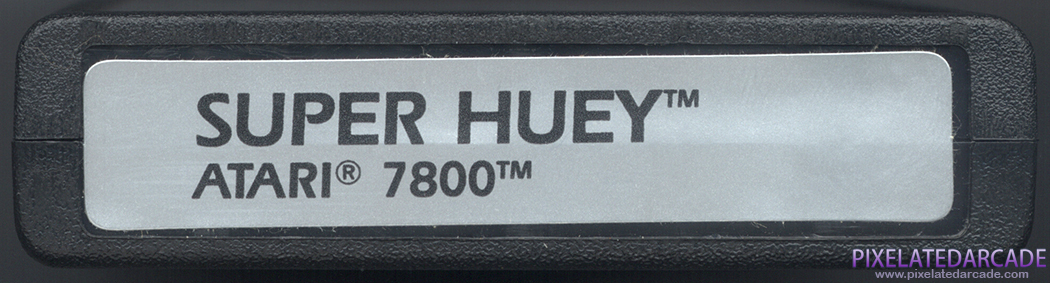 SUPER HUEY™
ATARI® 7800™
PIXELATEDARCADE
www.pixelatedarcade.com